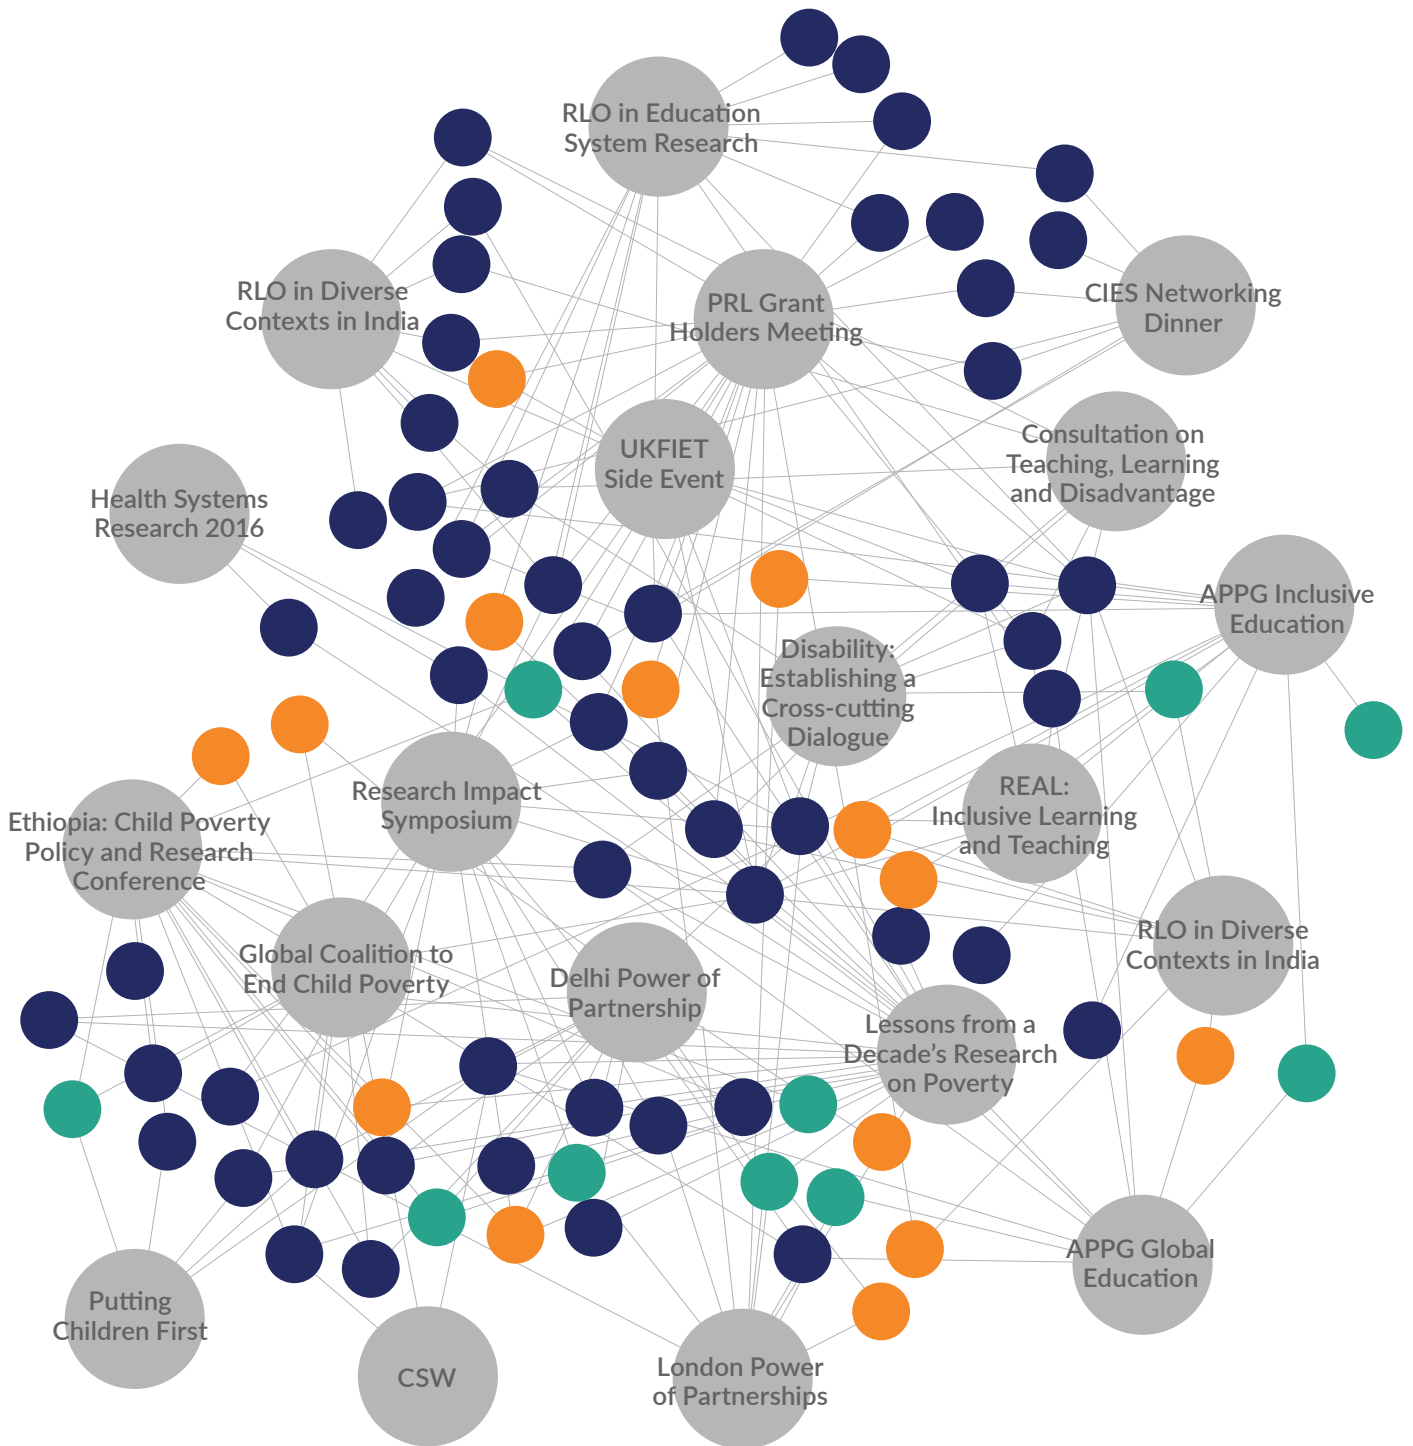 RLO in Education
System Research
RLO in Diverse
Contexts in India
PRL Grant
Holders Meeting
CIES Networking
Dinner
UKFIET
Side Event
Consultation on
Teaching, Learning
and Disadvantage
Health Systems
Research 2016
APPG Inclusive
Education
Disability:
Establishing a
Cross-cutting
Dialogue
Research Impact
Symposium
REAL:
Inclusive Learning
and Teaching
Ethiopia: Child Poverty
Policy and Research
Conference
Global Coalition to
End Child Poverty
Delhi Power of
Partnership
RLO in Diverse
Contexts in India
Lessons from a
Decade’s Research
on Poverty
APPG Global
Education
Putting
Children First
CSW
London Power
of Partnerships